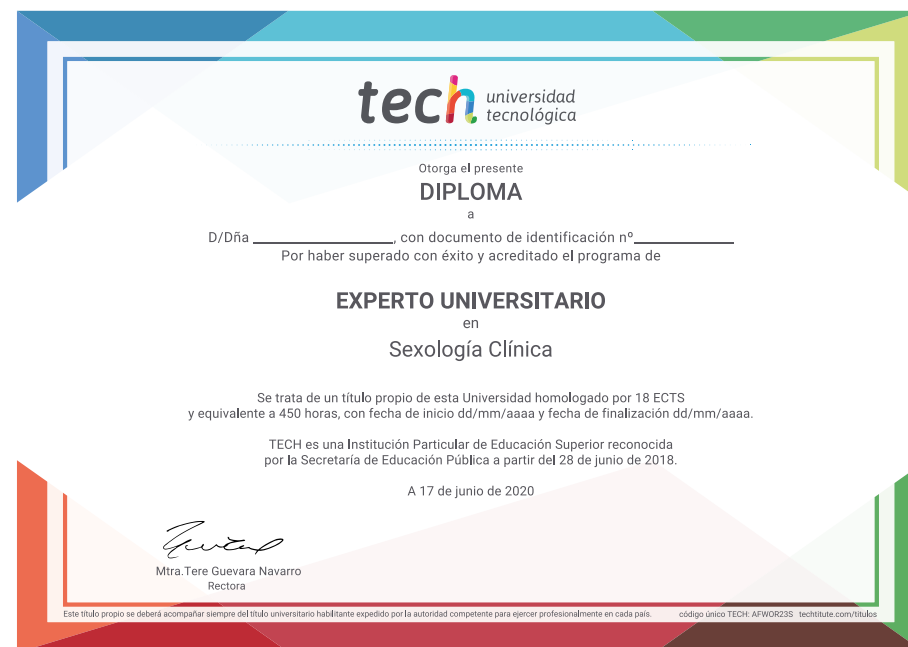 tech universidad
tecnológica
Otorga el presente
DIPLOMA
a
D/Dña , con documento de identificación nº
Por haber superado con éxito y acreditado el programa de
EXPERTO UNIVERSITARIO
en
Sexología Clínica
Se trata de un título propio de esta Universidad homologado por 18 ECTS
y equivalente a 450 horas, con fecha de inicio dd/mm/aaaa y fecha de finalización dd/mm/aaaa.
TECH es una Institución Particular de Educación Superior reconocida
por la Secretaría de Educación Pública a partir del 28 de junio de 2018.
A 17 de junio de 2020
Mtra.Tere Guevara Navarro
Rectora
Este título propio se deberá acompañar siempre del título universitario habilitante expedido por la autoridad competente para ejercer profesionalmente en cada país. código único TECH: AFWOR23S techtitute.com/titulos